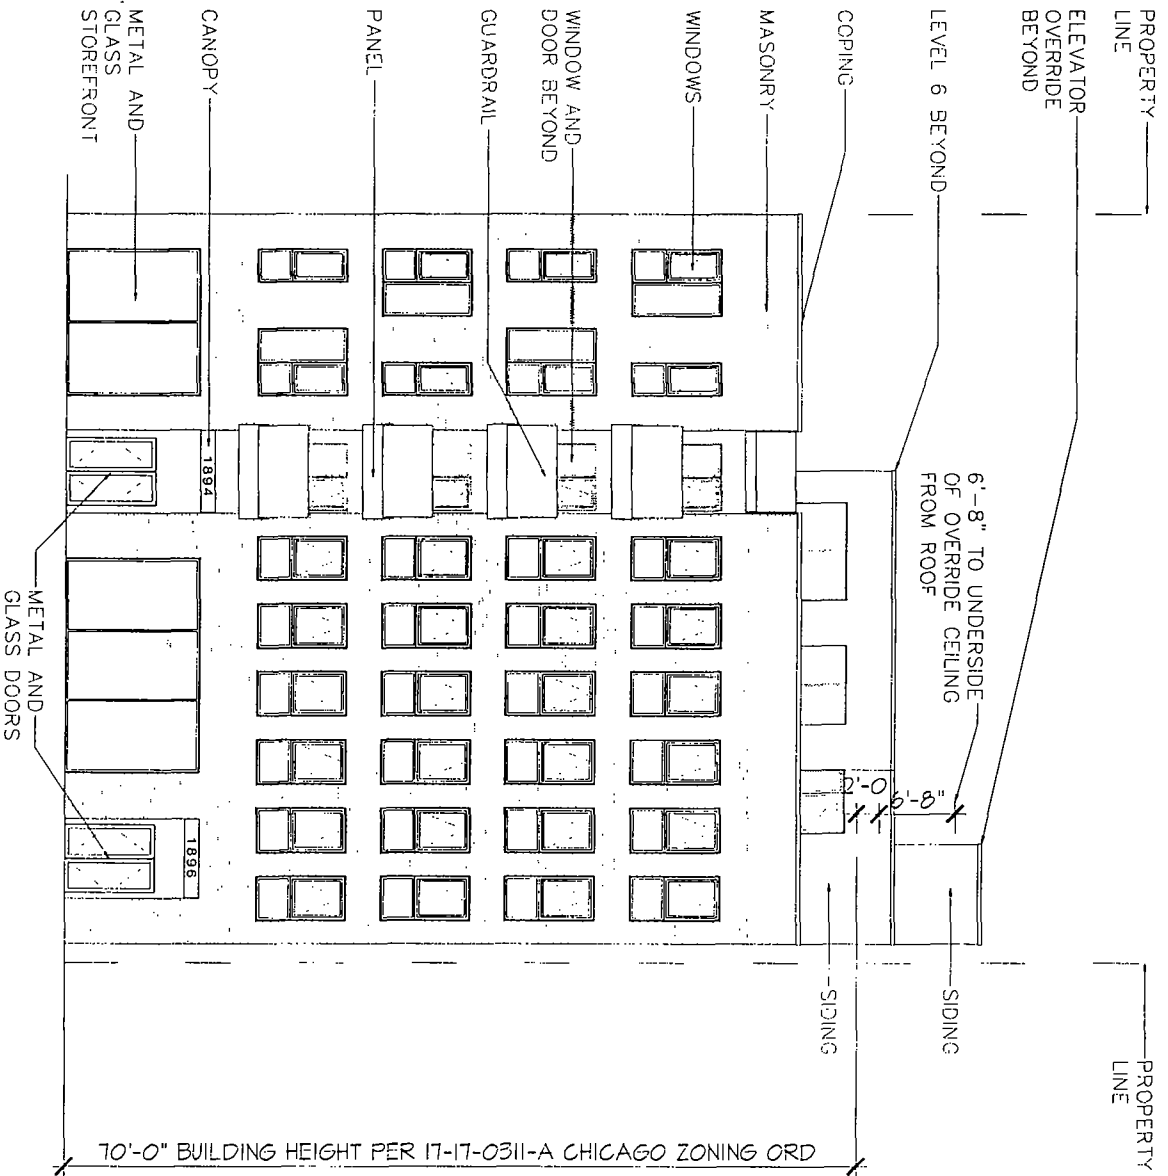 PROPERTY
LINE
ELEVATOR
OVERRIDE
BEYOND
LEVEL 6 BEYOND
COPING
MASONRY
WINDOWS
WINDOW AND
DOOR BEYOND
GUARDRAIL
PANEL
CANOPY
METAL AND
GLASS
STOREFRONT
6'-8" TO UNDERSIDE
OF OVERRIDE CEILING
FROM ROOF
1894
1896
2'-0
6'-8"
METAL AND
GLASS DOORS
SIDING
SIDING
PROPERTY
LINE
70'-0" BUILDING HEIGHT PER 17-17-0311-A CHICAGO ZONING ORD